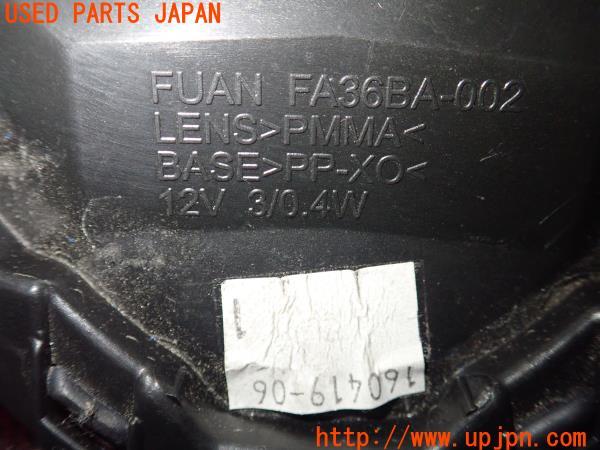 USED PARTS JAPAN
FUAN FA36BA-002
LENS>PMMA<
BASE>PP-XO<
12V 3/0.4W
160419-06
http://www.upjpn.com